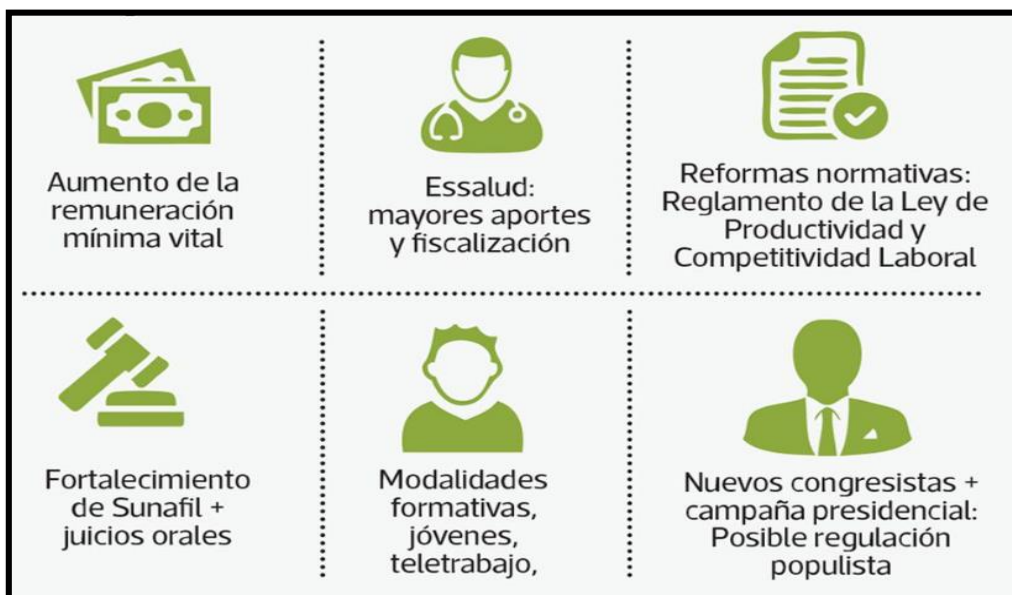 Aumento de la
remuneración
mínima vital
Essalud:
mayores aportes
y fiscalización
Reformas normativas:
Reglamento de la Ley de
Productividad y
Competitividad Laboral
Fortalecimiento
de Sunafil +
juicios orales
Modalidades
formativas,
jóvenes,
teletrabajo,
Nuevos congresistas +
campaña presidencial:
Posible regulación
populista